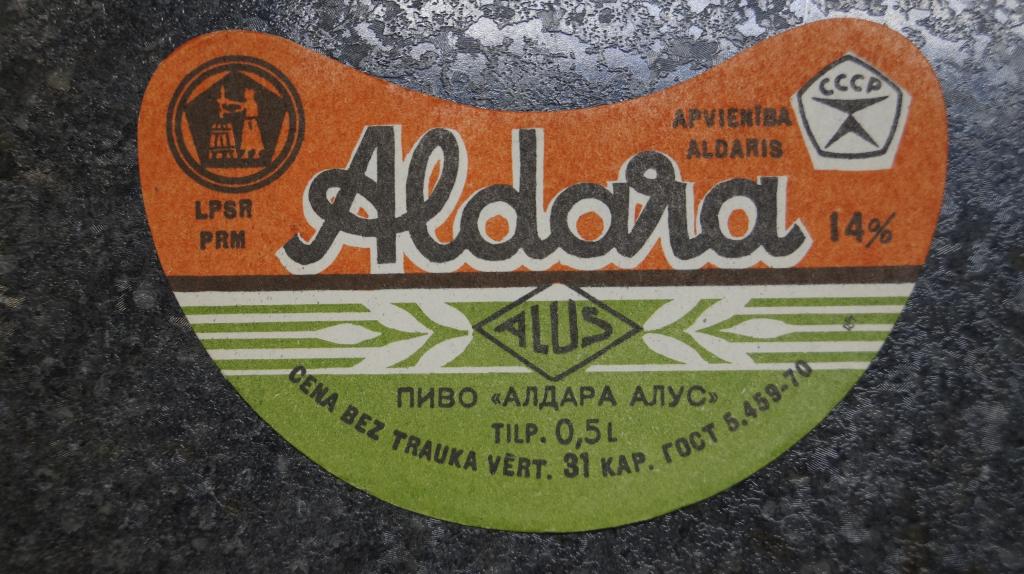 СССР
APVIENĪBA
ALDARIS
LPSR
PRM
Aldara
14%
ALUS
ПИВО «АЛДАРА АЛУС»
TILP. 0,5 L
CENA BEZ TRAUKA VĒRT. 31 KAP. ГОСТ 5.459-70